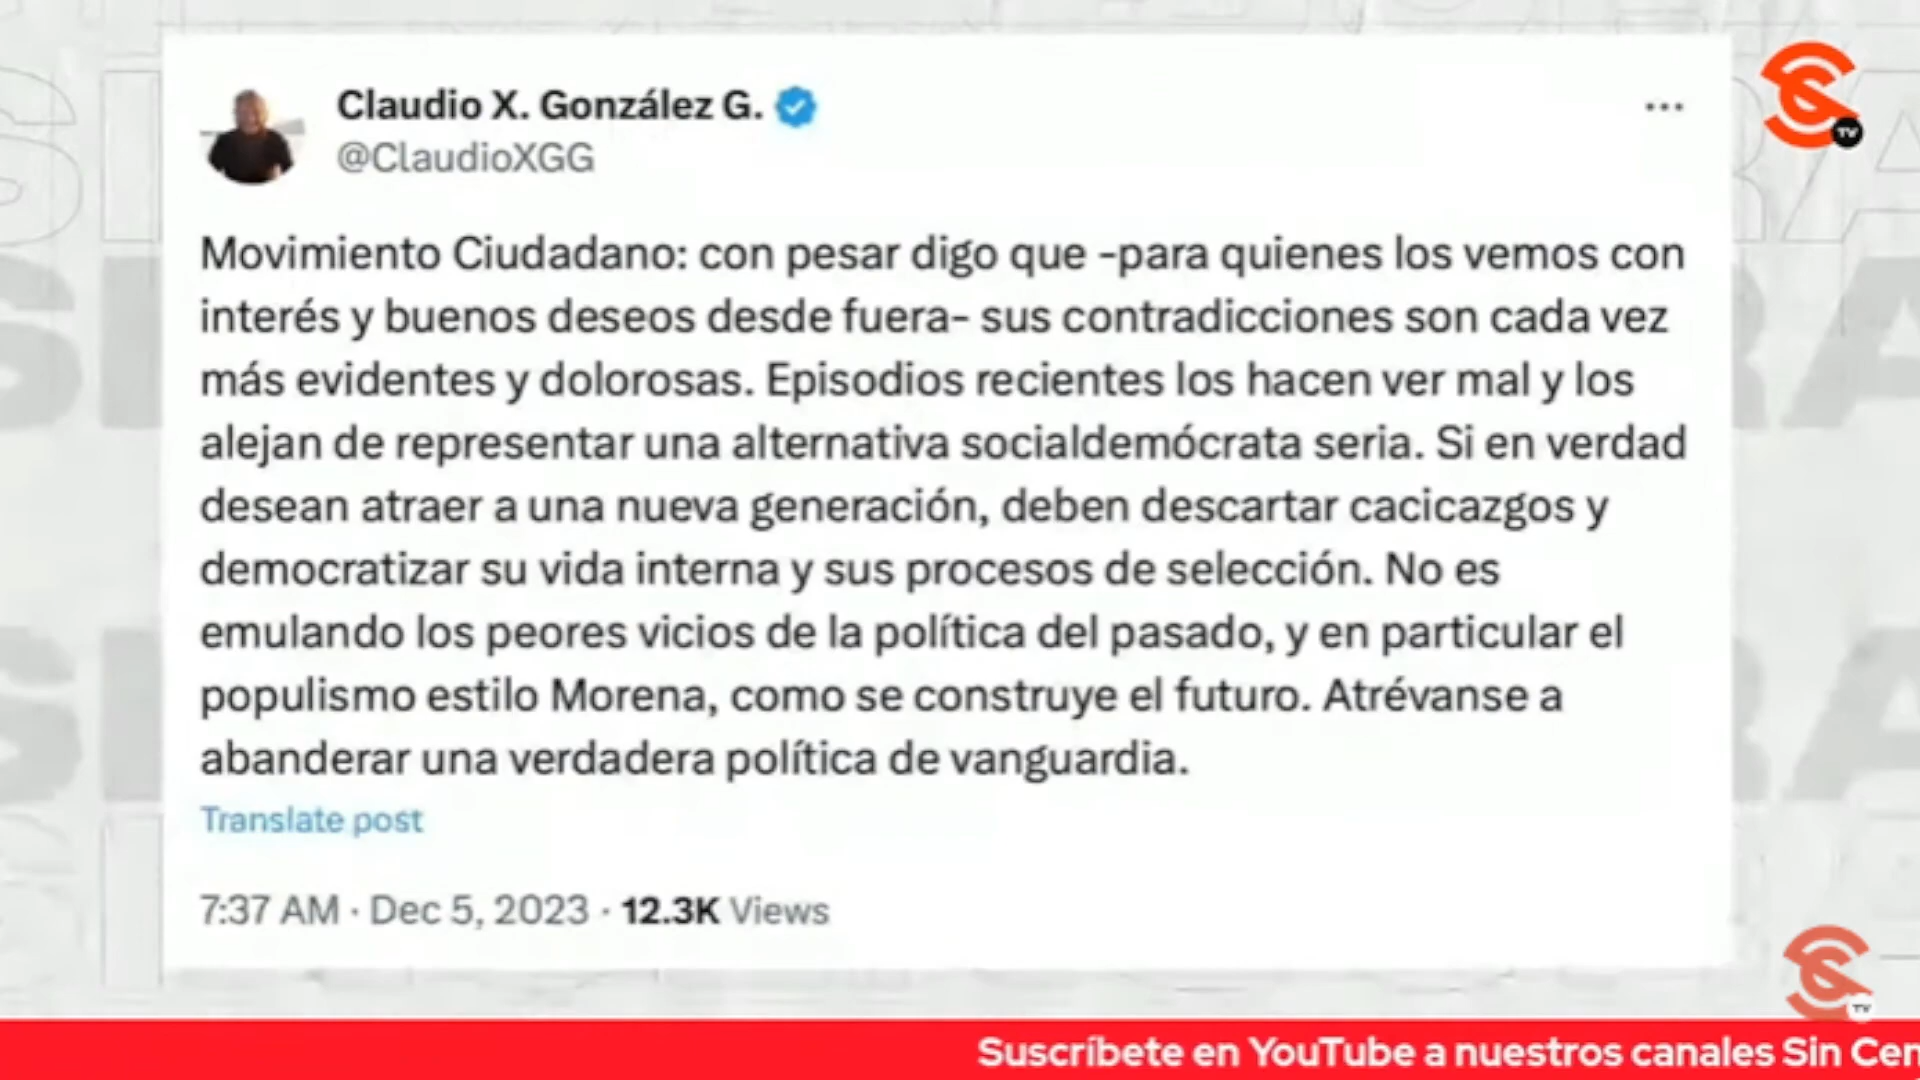 Claudio X. González G.
@ClaudioXGG
Movimiento Ciudadano: con pesar digo que -para quienes los vemos con
interés y buenos deseos desde fuera- sus contradicciones son cada vez
más evidentes y dolorosas. Episodios recientes los hacen ver mal y los
alejan de representar una alternativa socialdemócrata seria. Si en verdad
desean atraer a una nueva generación, deben descartar cacicazgos y
democratizar su vida interna y sus procesos de selección. No es
emulando los peores vicios de la política del pasado, y en particular el
populismo estilo Morena, como se construye el futuro. Atrévanse a
abanderar una verdadera política de vanguardia.
Translate post
7:37 AM · Dec 5, 2023 · 12.3K Views
TV
TV
Suscríbete en YouTube a nuestros canales Sin Cen